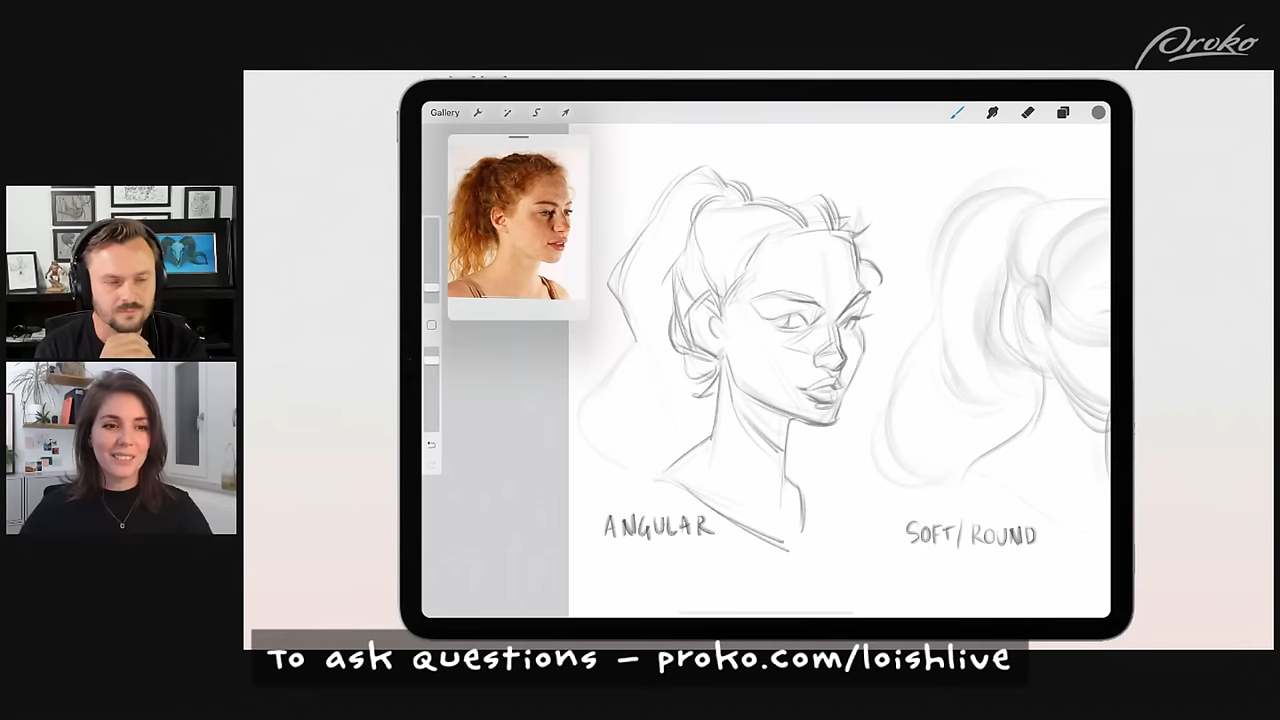 Proko
Gallery
ANGULAR
SOFT/ROUND
To ask questions – proko.com/loishlive